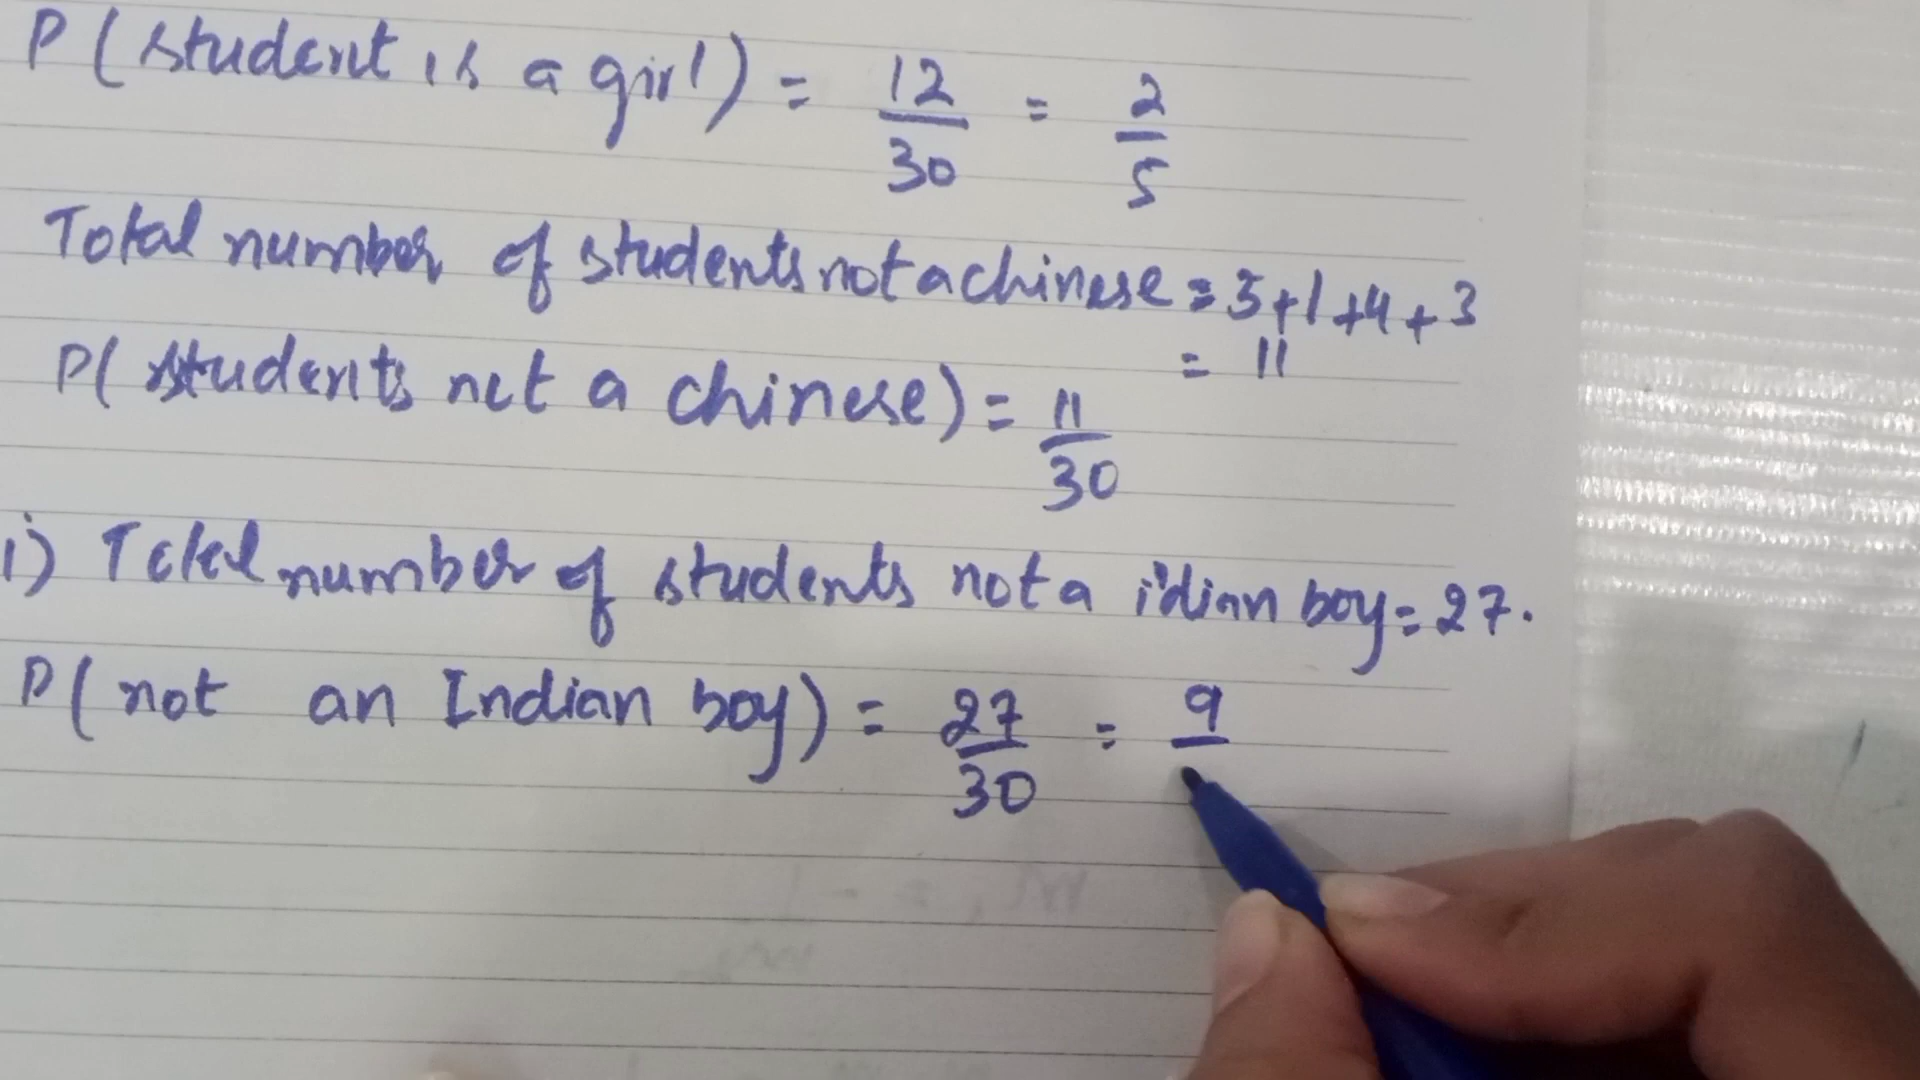 P(student is a girl) = 12/30 = 2/5
Total number of students not a chinese = 5+1+4+3
= 11
P(students not a chinese) = 11/30
i) Total number of students not a idian boy = 27.
P(not an Indian boy) = 27/30 = 9